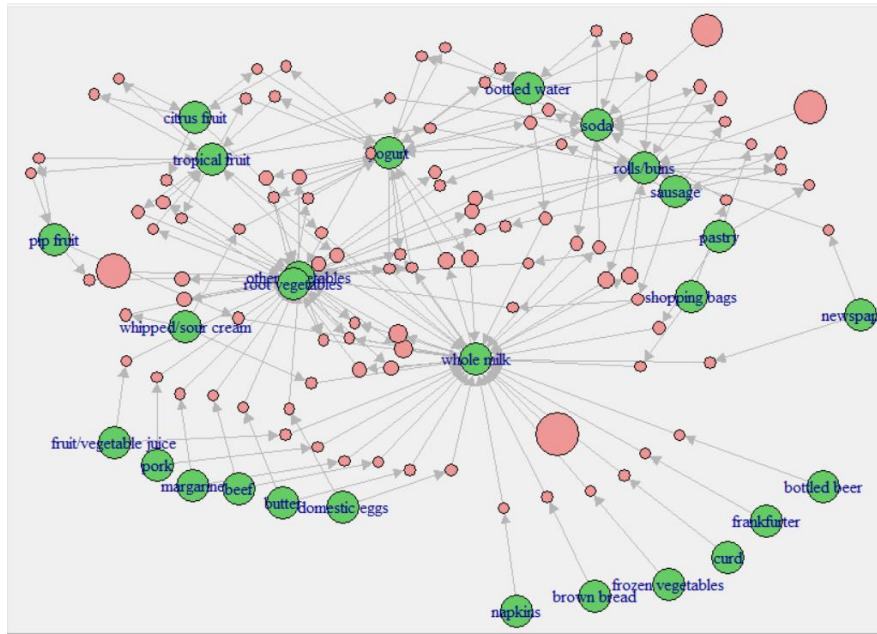 bottled water
citrus fruit
soda
tropical fruit
yogurt
rolls/buns
sausage
pip fruit
pastry
root vegetables
shopping bags
newspap
whipped/sour cream
whole milk
fruit/vegetable juice
pork
margarine
beef
butter
domestic eggs
bottled beer
frankfurter
curd
frozen vegetables
brown bread
napkins